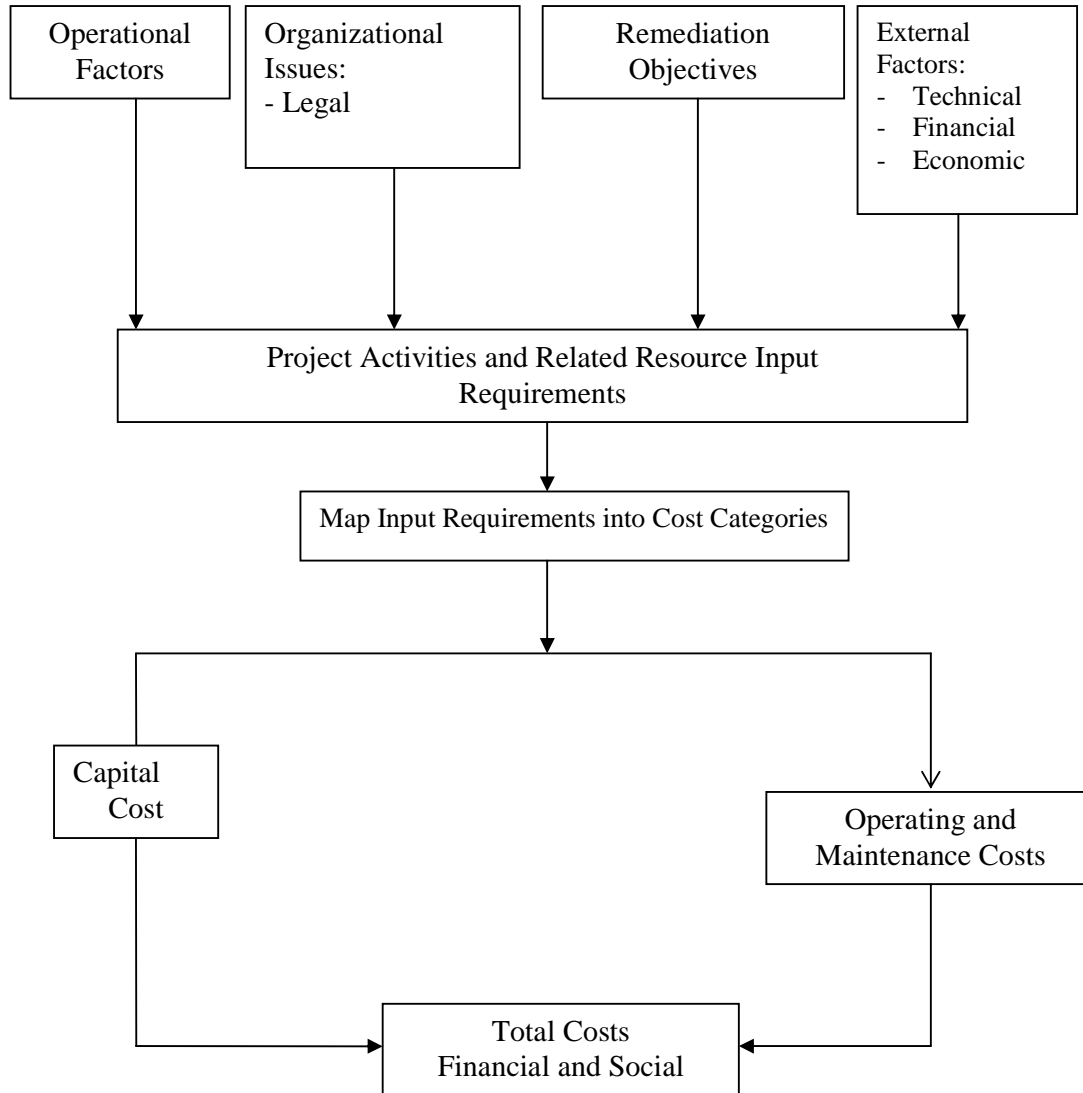 Operational
Factors
Organizational
Issues:
- Legal
Remediation
Objectives
External
Factors:
- Technical
- Financial
- Economic
Project Activities and Related Resource Input
Requirements
Map Input Requirements into Cost Categories
Capital
Cost
Operating and
Maintenance Costs
Total Costs
Financial and Social